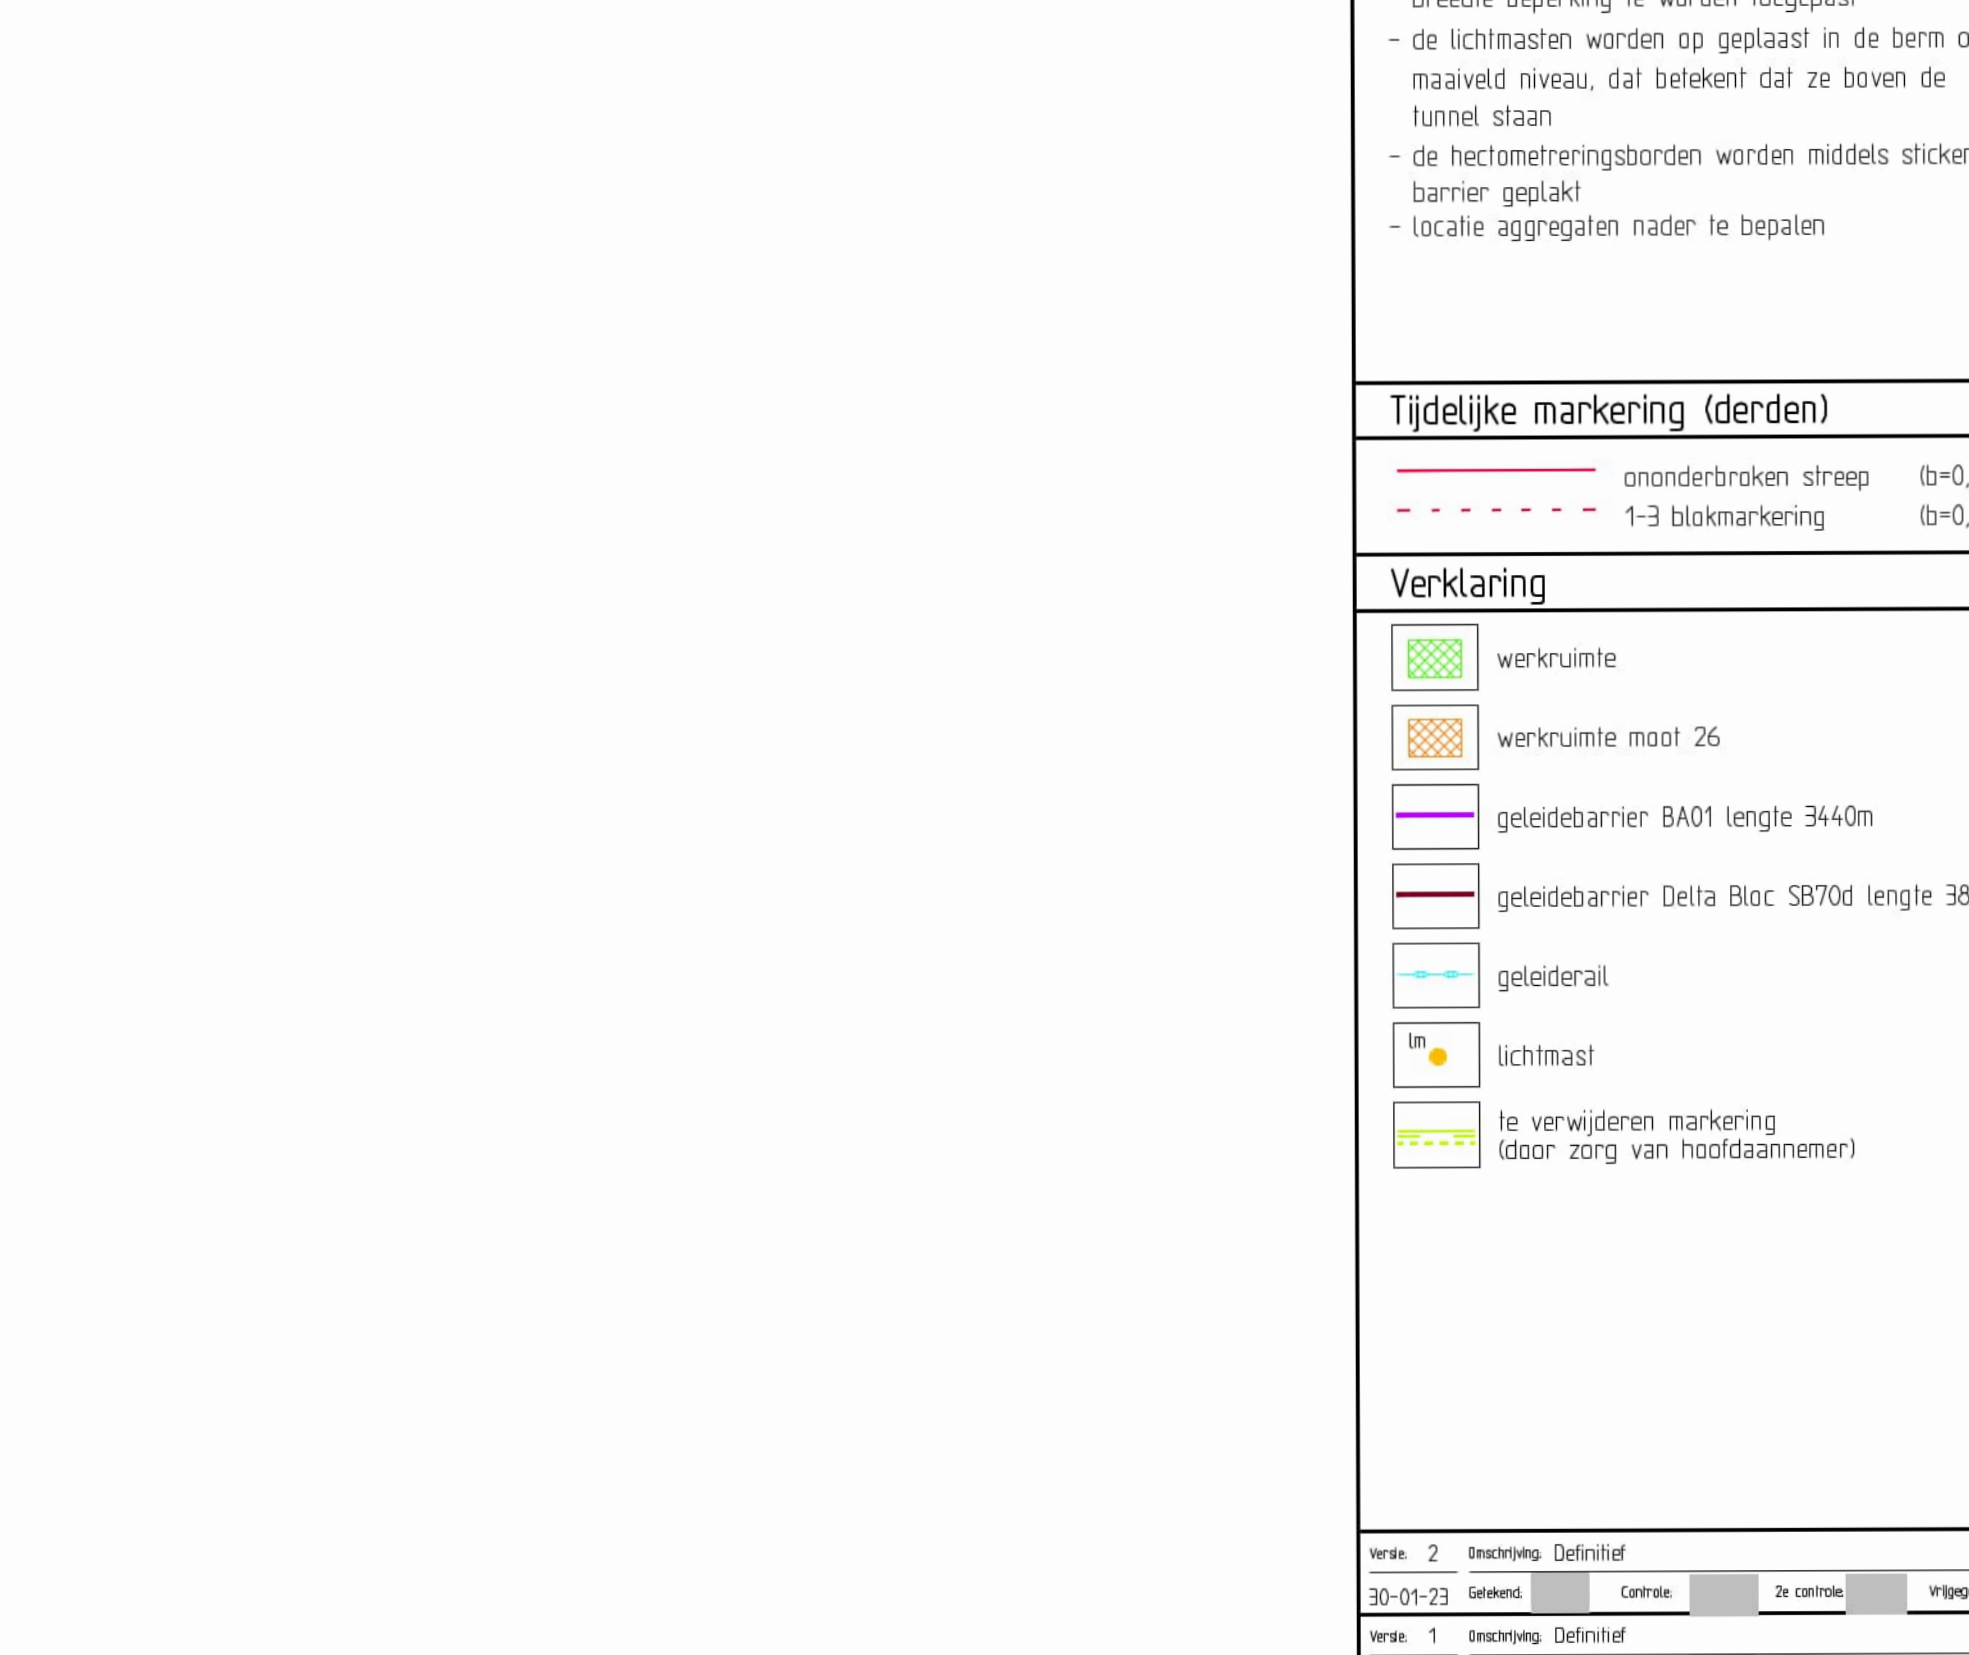 - de lichtmasten worden op geplaast in de berm
maaiveld niveau, dat betekent dat ze boven de
tunnel staan
- de hectometreringsborden worden middels
barrier geplakt
- locatie aggregaten nader te bepalen
Tijdelijke markering (derden)
ononderbroken streep (b=0,
1-3 blokmarkering (b=0,
Verklaring
werkruimte
werkruimte moot 26
geleidebarrier BA01 lengte 3440m
geleidebarrier Delta Bloc SB70d lengte
geleiderail
lm
lichtmast
te verwijderen markering
(door zorg van hoofdaannemer)
Versie: 2 Omschrijving: Definitief
30-01-23 Getekend: Controle: 2e controle
Versie: 1 Omschrijving: Definitief